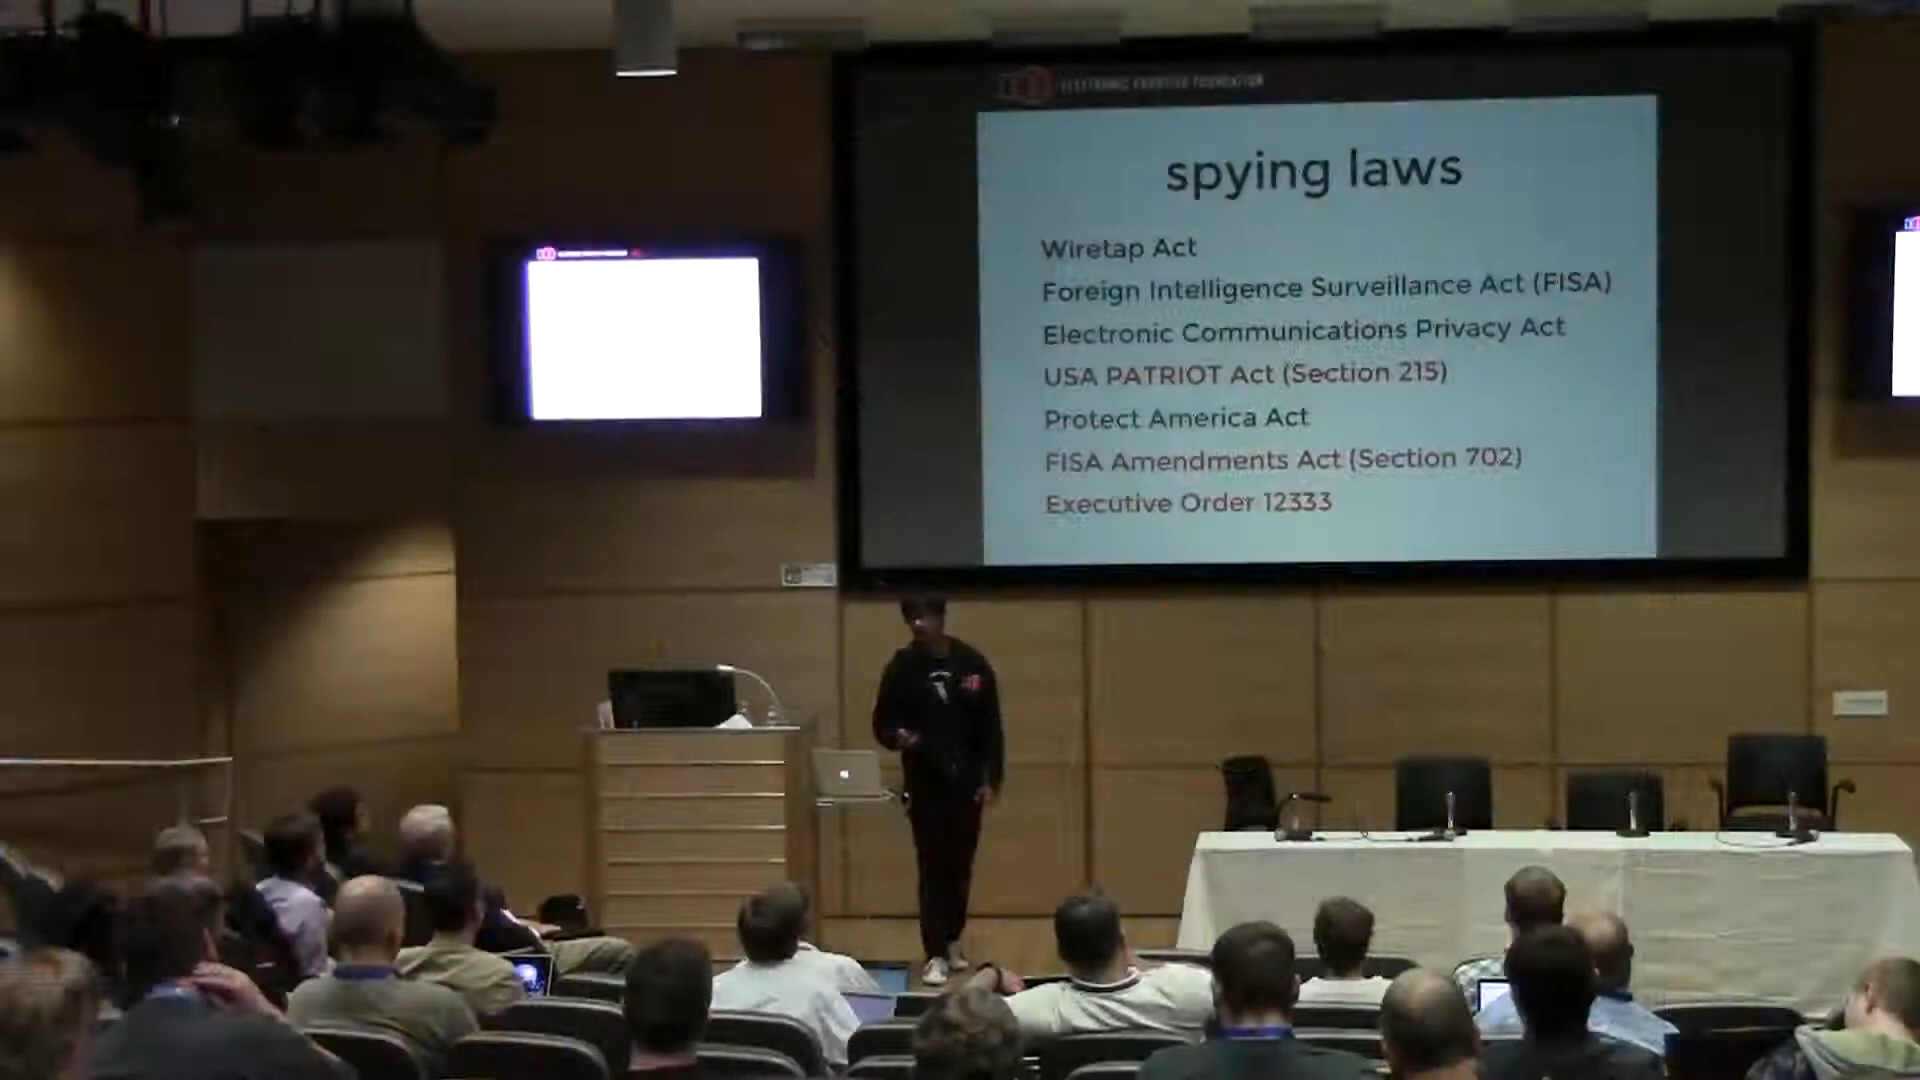 ELECTRONIC FRONTIER FOUNDATION
spying laws
Wiretap Act
Foreign Intelligence Surveillance Act (FISA)
Electronic Communications Privacy Act
USA PATRIOT Act (Section 215)
Protect America Act
FISA Amendments Act (Section 702)
Executive Order 12333